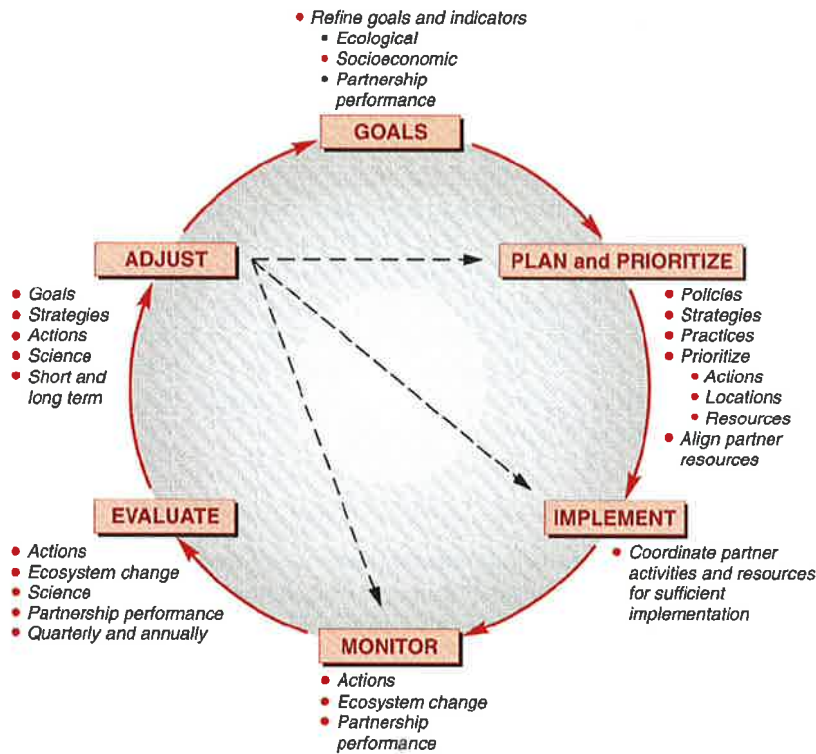 • Refine goals and indicators
• Ecological
• Socioeconomic
• Partnership
performance
GOALS
PLAN and PRIORITIZE
• Policies
• Strategies
• Practices
• Prioritize
• Actions
• Locations
• Resources
• Align partner
resources
IMPLEMENT
• Coordinate partner
activities and resources
for sufficient
implementation
MONITOR
• Actions
• Ecosystem change
• Partnership
performance
EVALUATE
• Actions
• Ecosystem change
• Science
• Partnership performance
• Quarterly and annually
ADJUST
• Goals
• Strategies
• Actions
• Science
• Short and
long term